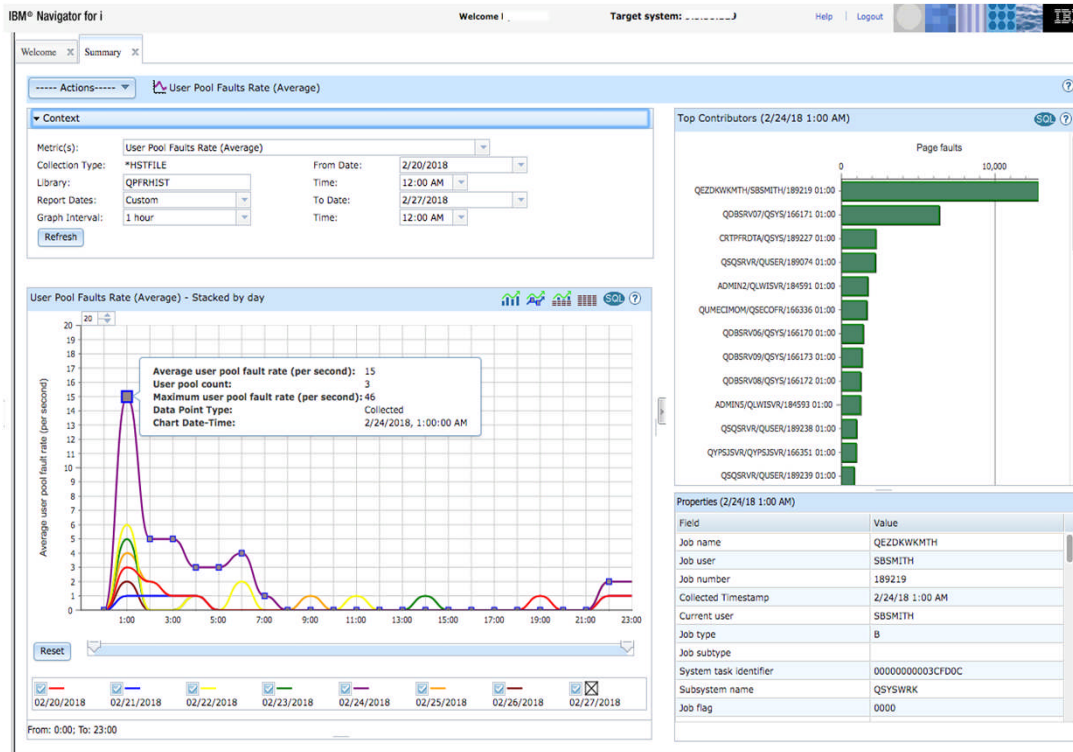 IBM® Navigator for i
Welcome
Target system:
Help | Logout
Welcome X
Summary X
----- Actions-----
User Pool Faults Rate (Average)
Context
Metric(s): User Pool Faults Rate (Average)
Collection Type: *HSTFILE From Date: 2/20/2018
Library: QPFRHIST Time: 12:00 AM
Report Dates: Custom To Date: 2/27/2018
Graph Interval: 1 hour Time: 12:00 AM
Refresh
User Pool Faults Rate (Average) - Stacked by day
SQL ?
20
Average user pool fault rate (per second)
20
19
18
17
16
15
14
13
12
11
10
9
8
7
6
5
4
3
2
1
0
Average user pool fault rate (per second): 15
User pool count: 3
Maximum user pool fault rate (per second): 46
Data Point Type: Collected
Chart Date-Time: 2/24/2018, 1:00:00 AM
1:00 3:00 5:00 7:00 9:00 11:00 13:00 15:00 17:00 19:00 21:00 23:00
Reset
02/20/2018 02/21/2018 02/22/2018 02/23/2018 02/24/2018 02/25/2018 02/26/2018 02/27/2018
From: 0:00; To: 23:00
?
Top Contributors (2/24/18 1:00 AM)
SQL ?
Page faults
0 10,000
QEZDKWKMTH/SBSMITH/189219 01:00
QDBSRV07/QSYS/166171 01:00
CRTPFRDTA/QSYS/189227 01:00
QSQSRVR/QUSER/189074 01:00
ADMIN2/QLWISVR/184591 01:00
QUMECIMOM/QSECOFR/166336 01:00
QDBSRV06/QSYS/166170 01:00
QDBSRV09/QSYS/166173 01:00
QDBSRV08/QSYS/166172 01:00
ADMIN5/QLWISVR/184593 01:00
QSQSRVR/QUSER/189238 01:00
QYPSJSVR/QYPSJSVR/166351 01:00
QSQSRVR/QUSER/189239 01:00
Properties (2/24/18 1:00 AM)
Field Value
Job name QEZDKWKMTH
Job user SBSMITH
Job number 189219
Collected Timestamp 2/24/18 1:00 AM
Current user SBSMITH
Job type B
Job subtype
System task identifier 00000000003CFD0C
Subsystem name QSYSWRK
Job flag 0000